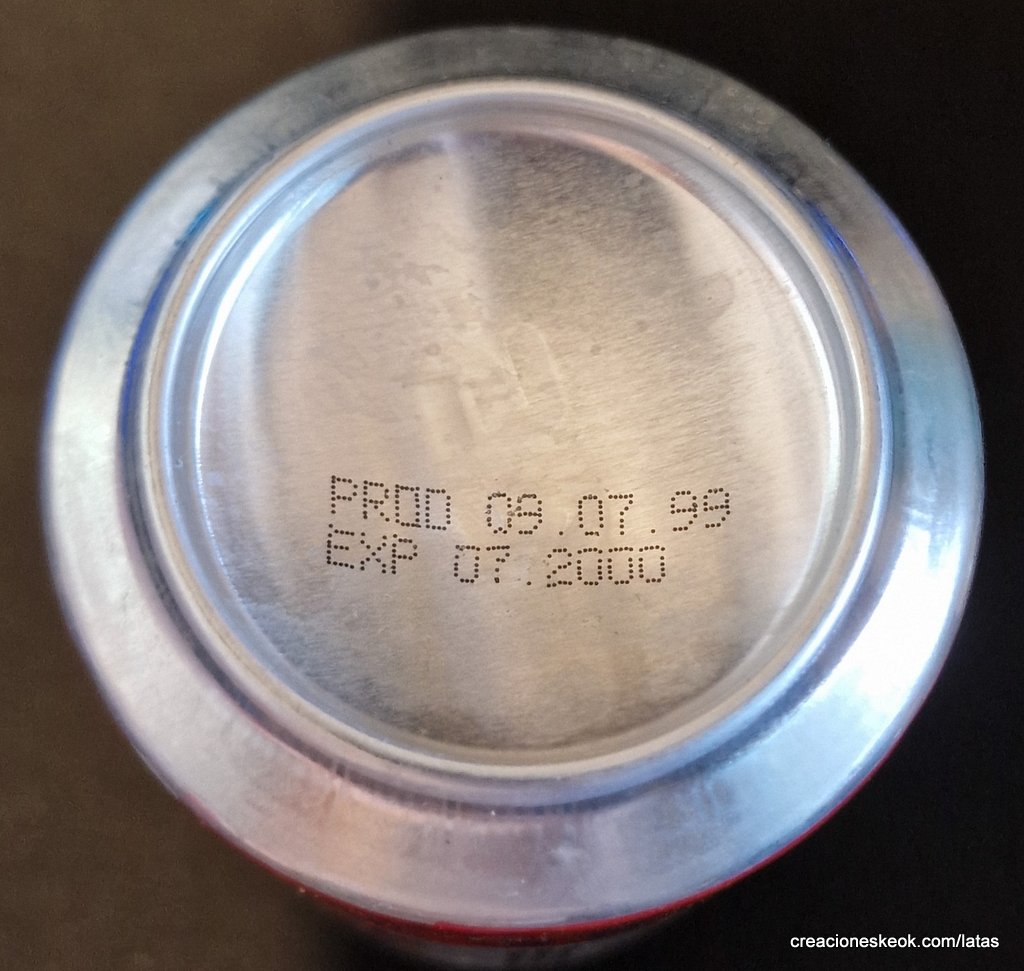 PROD 09.07.99
EXP 07.2000
creacioneskeok.com/latas